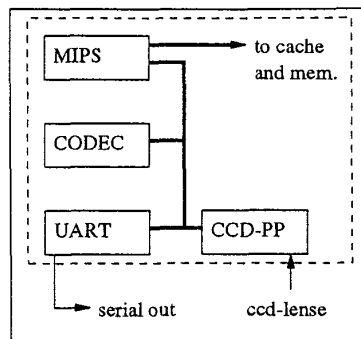 MIPS
to cache
and mem.
CODEC
UART
CCD-PP
serial out
ccd-lense